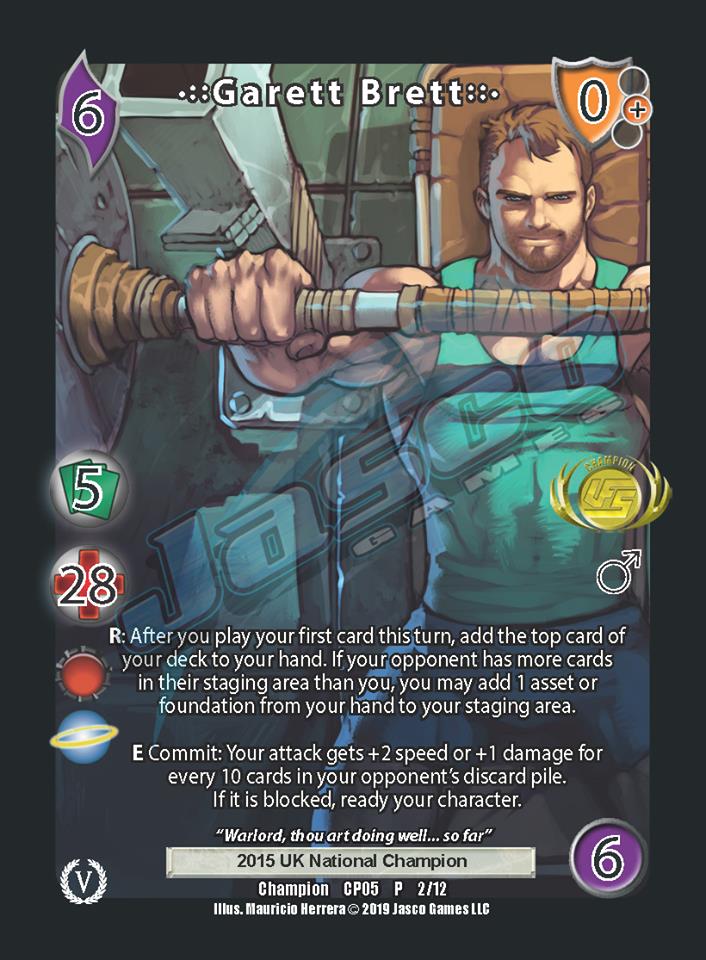 6
·::Garett Brett::·
0
+
JASCO
GAMES
5
CHAMPION
UFS
28
R: After you play your first card this turn, add the top card of
your deck to your hand. If your opponent has more cards
in their staging area than you, you may add 1 asset or
foundation from your hand to your staging area.
E Commit: Your attack gets +2 speed or +1 damage for
every 10 cards in your opponent's discard pile.
If it is blocked, ready your character.
"Warlord, thou art doing well... so far"
2015 UK National Champion
6
V
Champion CP05 P 2/12
Illus. Mauricio Herrera © 2019 Jasco Games LLC